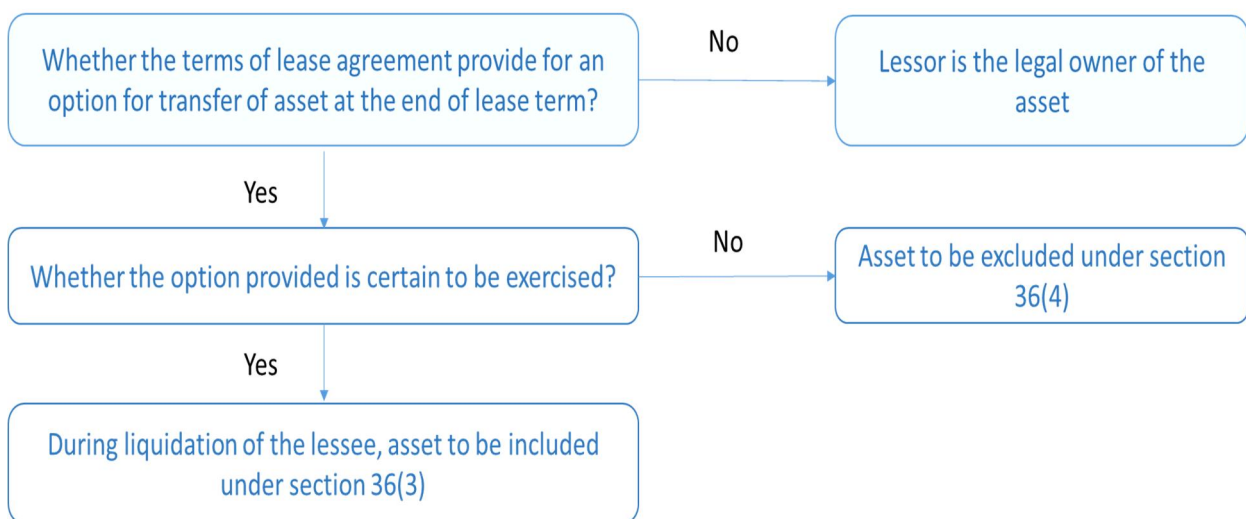 Whether the terms of lease agreement provide for an
option for transfer of asset at the end of lease term?
No
Lessor is the legal owner of the
asset
Yes
Whether the option provided is certain to be exercised?
No
Asset to be excluded under section
36(4)
Yes
During liquidation of the lessee, asset to be included
under section 36(3)